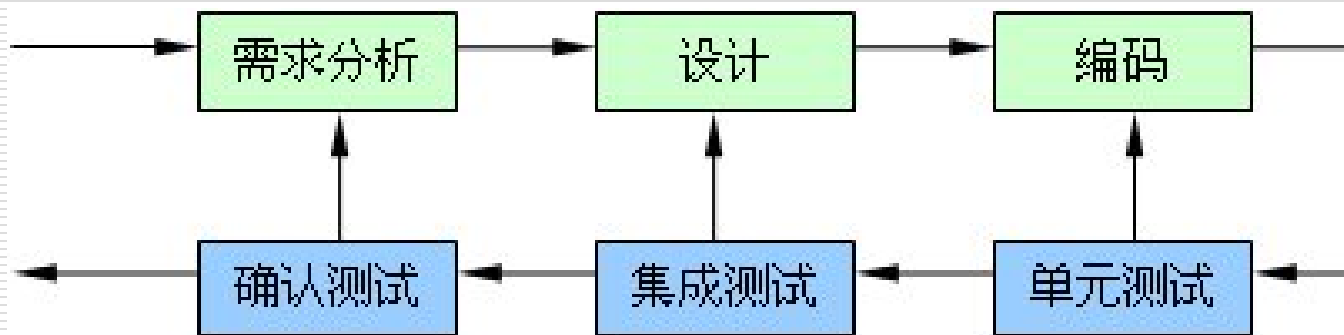 需求分析
设计
编码
确认测试
集成测试
单元测试